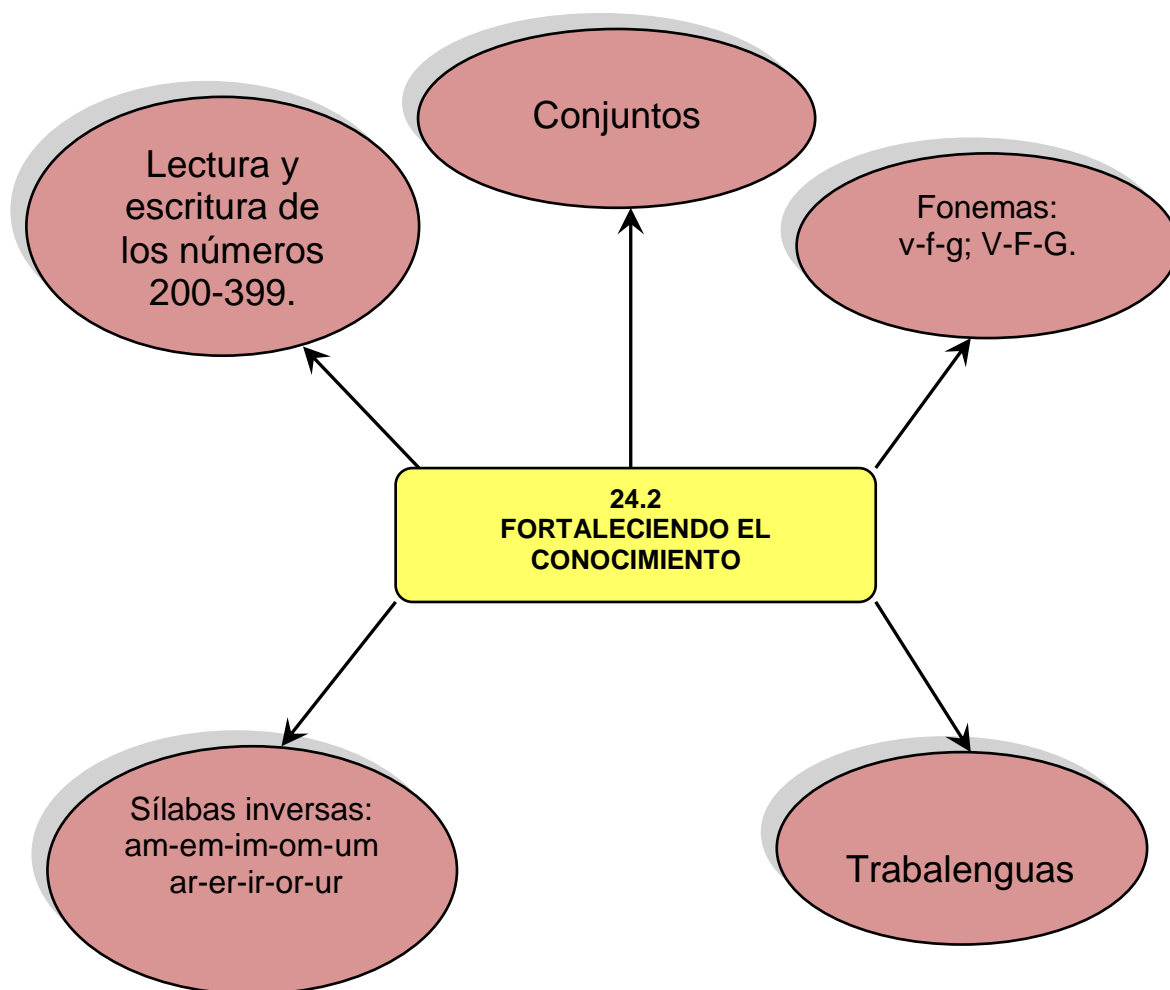 Conjuntos
Lectura y
escritura de
los números
200-399.
Fonemas:
v-f-g; V-F-G.
24.2
FORTALECIENDO EL
CONOCIMIENTO
Sílabas inversas:
am-em-im-om-um
ar-er-ir-or-ur
Trabalenguas